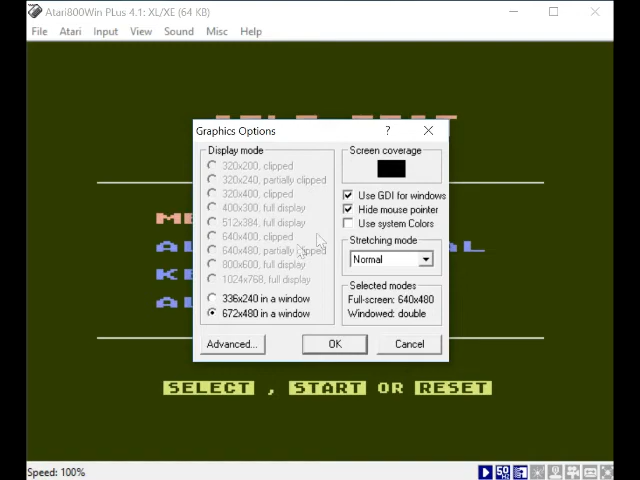 Atari800Win PLus 4.1: XL/XE (64 KB)
File Atari Input View Sound Misc Help
Graphics Options
Display mode
320x200, clipped
320x240, partially clipped
320x400, clipped
400x300, full display
512x384, full display
640x400, clipped
640x480, partially clipped
800x600, full display
1024x768, full display
336x240 in a window
672x480 in a window
Screen coverage
Use GDI for windows
Hide mouse pointer
Use system Colors
Stretching mode
Normal
Selected modes
Full-screen: 640x480
Windowed: double
Advanced... OK Cancel
SELECT , START OR RESET
Speed: 100%
50